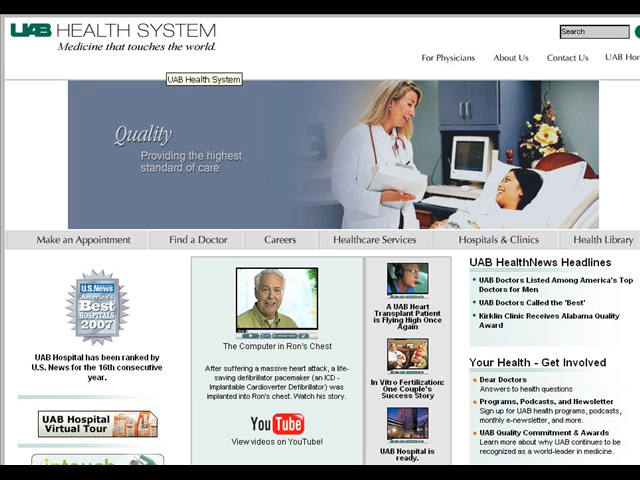 UAB HEALTH SYSTEM
Medicine that touches the world.
Search
For Physicians
About Us
Contact Us
UAB Hom
UAB Health System
Quality
Providing the highest
standard of care
Make an Appointment
Find a Doctor
Careers
Healthcare Services
Hospitals & Clinics
Health Library
U.S.News
America's
Best
HOSPITALS
2007
UAB Hospital has been ranked by
U.S. News for the 16th consecutive
year.
UAB Hospital
Virtual Tour
intouch
The Computer in Ron's Chest
After suffering a massive heart attack, a life-
saving defibrillator pacemaker (an ICD -
Implantable Cardioverter Defibrillator) was
implanted into Ron's chest. Watch his story.
YouTube
View videos on YouTube!
A UAB Heart
Transplant Patient
is Flying High Once
Again
In Vitro Fertilization:
One Couple's
Success Story
UAB Hospital is
ready.
UAB HealthNews Headlines
UAB Doctors Listed Among America's Top
Doctors for Men
UAB Doctors Called the 'Best'
Kirklin Clinic Receives Alabama Quality
Award
Your Health - Get Involved
Dear Doctors
Answers to health questions
Programs, Podcasts, and Newsletter
Sign up for UAB health programs, podcasts,
monthly e-newsletter, and more.
UAB Quality Commitment & Awards
Learn more about why UAB continues to be
recognized as a world-leader in medicine.